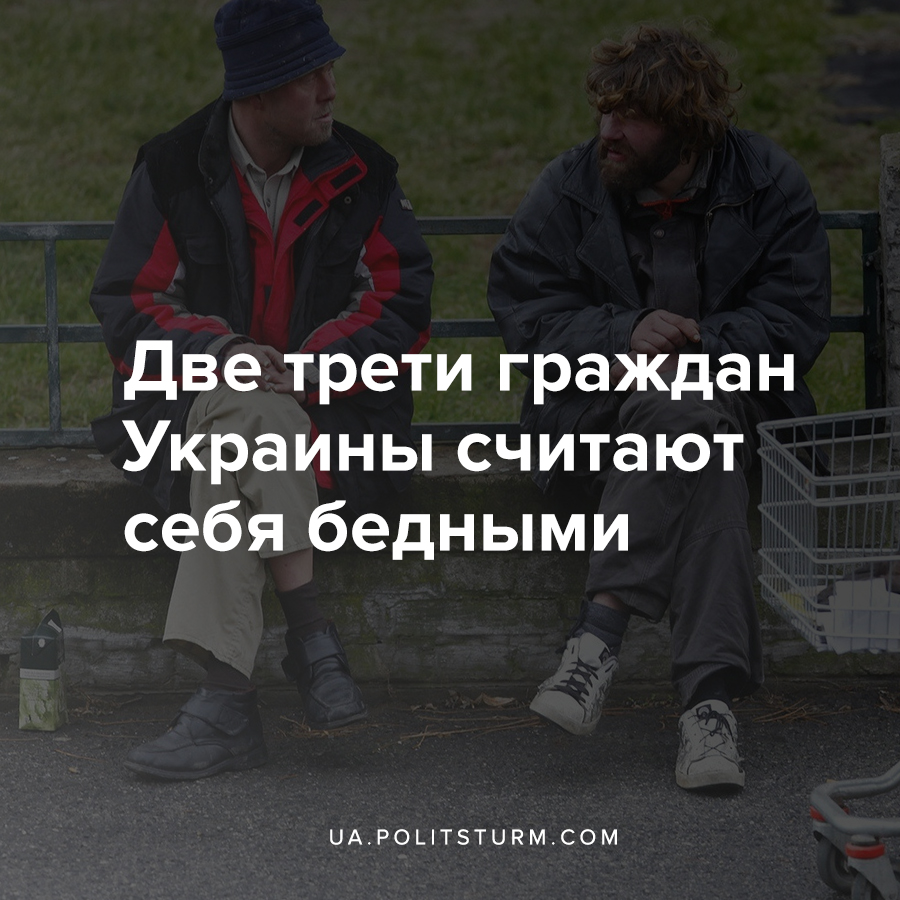 Две трети граждан
Украины считают
себя бедными
UA.POLITSTURM.COM